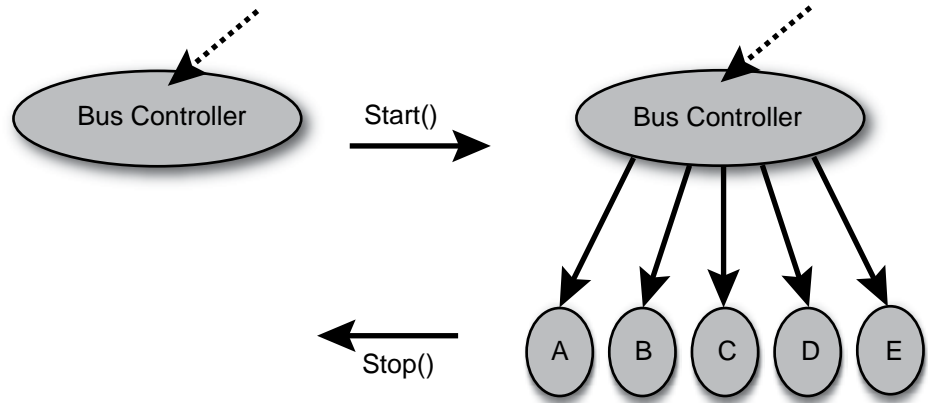 Bus Controller
Start()
Bus Controller
A B C D E
Stop()